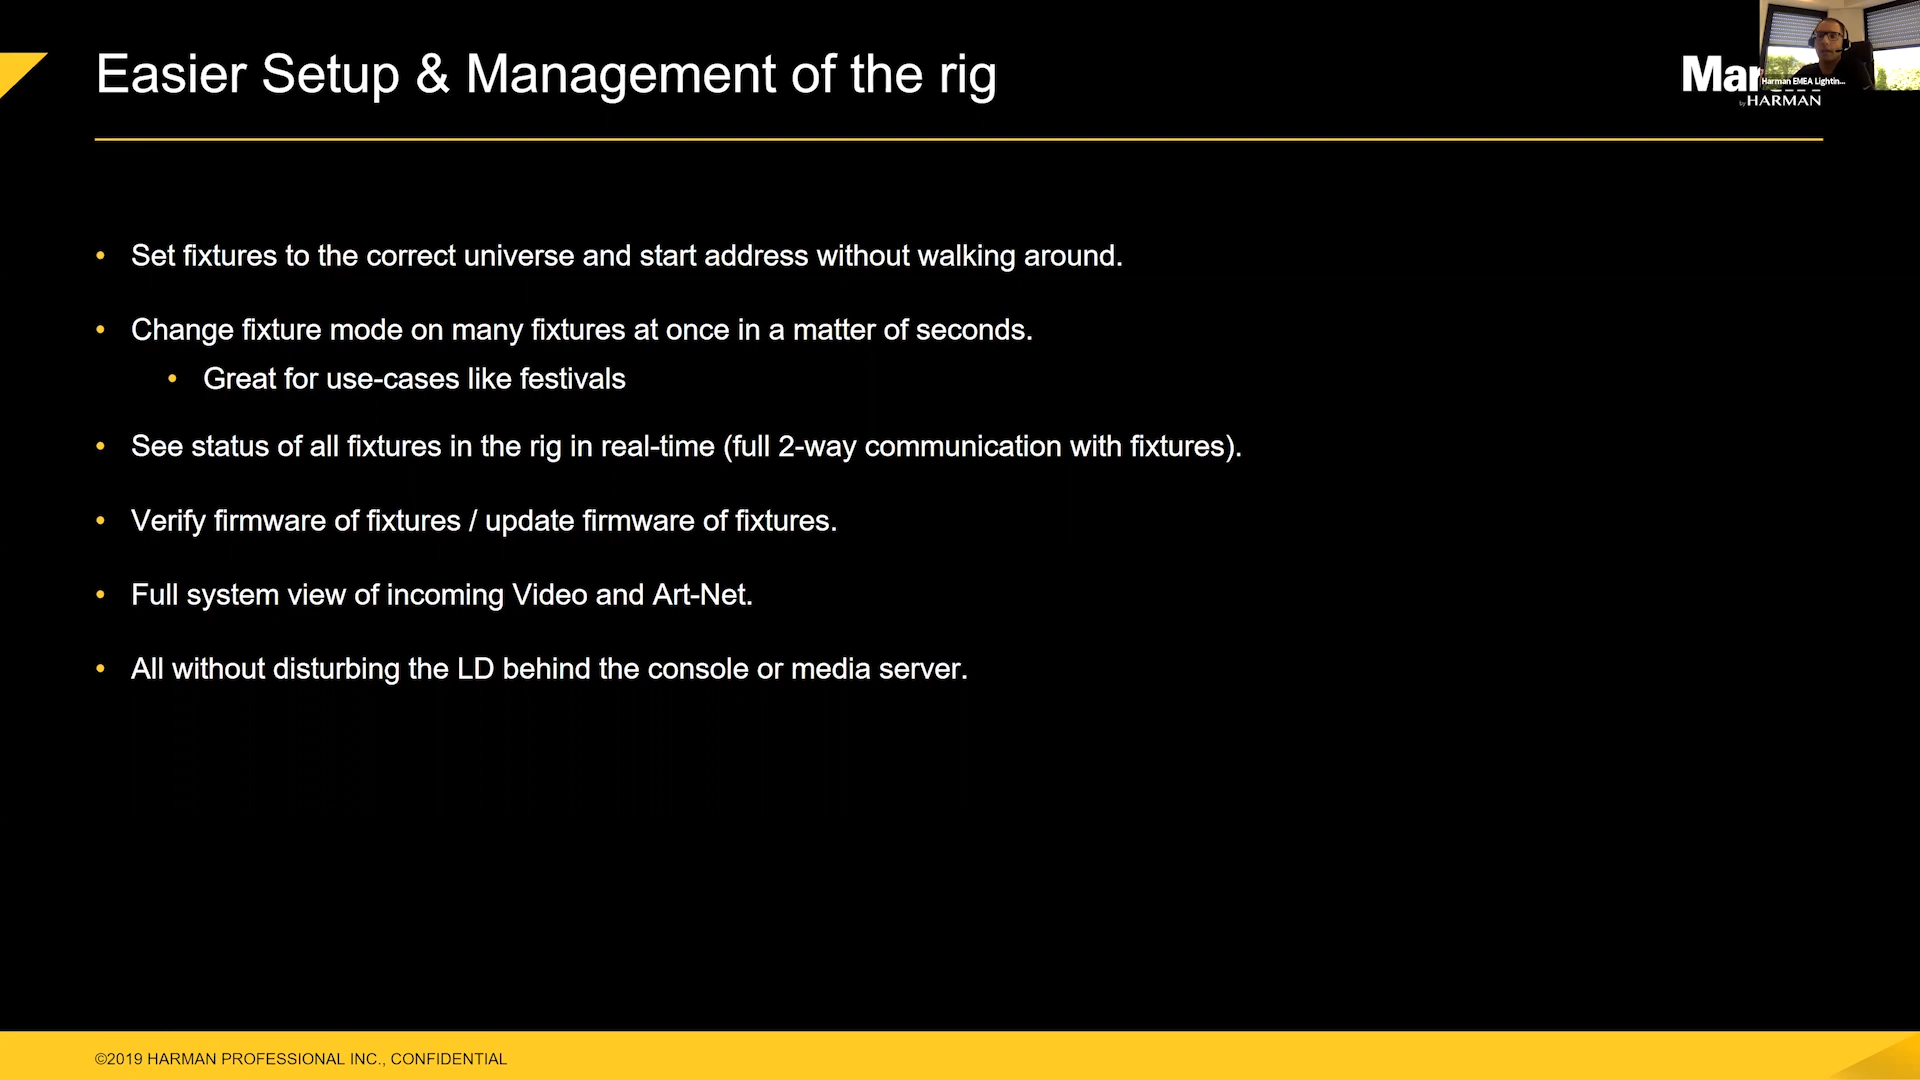 Easier Setup & Management of the rig
Mar
by HARMAN
Harman EMEA Lightin...
• Set fixtures to the correct universe and start address without walking around.
• Change fixture mode on many fixtures at once in a matter of seconds.
• Great for use-cases like festivals
• See status of all fixtures in the rig in real-time (full 2-way communication with fixtures).
• Verify firmware of fixtures / update firmware of fixtures.
• Full system view of incoming Video and Art-Net.
• All without disturbing the LD behind the console or media server.
©2019 HARMAN PROFESSIONAL INC., CONFIDENTIAL